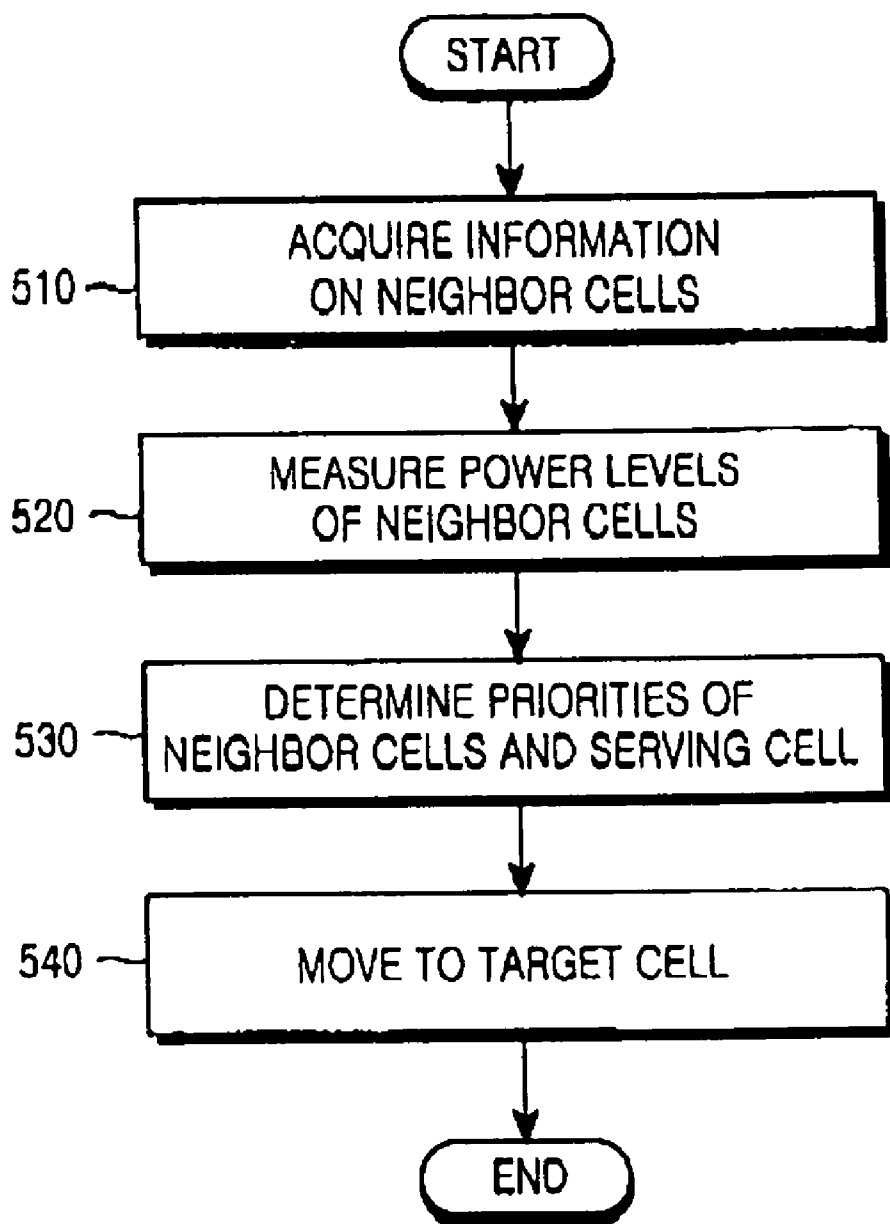 START
ACQUIRE INFORMATION
ON NEIGHBOR CELLS
510
MEASURE POWER LEVELS
OF NEIGHBOR CELLS
520
DETERMINE PRIORITIES OF
NEIGHBOR CELLS AND SERVING CELL
530
MOVE TO TARGET CELL
540
END